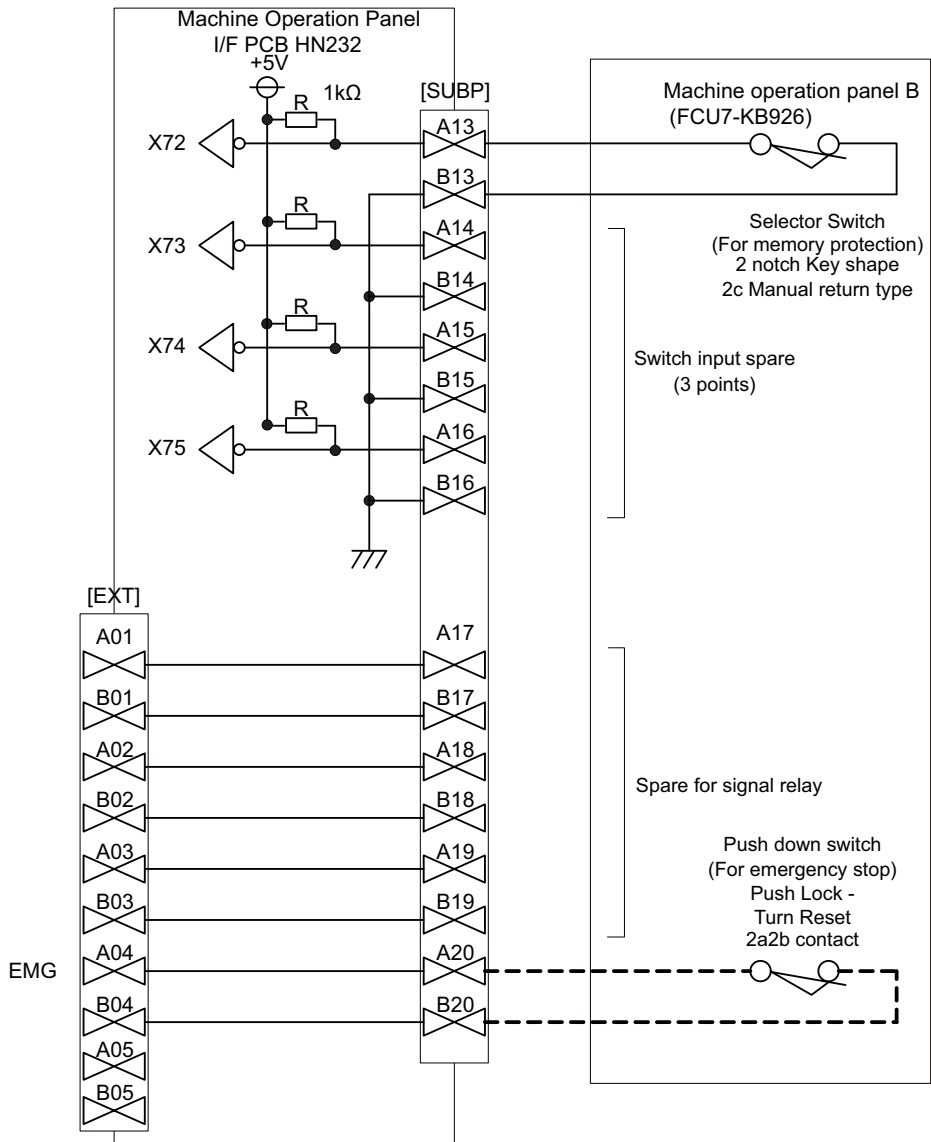 Machine Operation Panel
I/F PCB HN232
+5V
R
1kΩ
[SUBP]
Machine operation panel B
(FCU7-KB926)
X72
A13
B13
X73
R
A14
B14
Selector Switch
(For memory protection)
2 notch Key shape
2c Manual return type
X74
R
A15
B15
Switch input spare
(3 points)
X75
R
A16
B16
[EXT]
A01
A17
B01
B17
A02
A18
B02
B18
Spare for signal relay
A03
A19
B03
B19
Push down switch
(For emergency stop)
Push Lock -
Turn Reset
2a2b contact
EMG
A04
A20
B04
B20
A05
B05